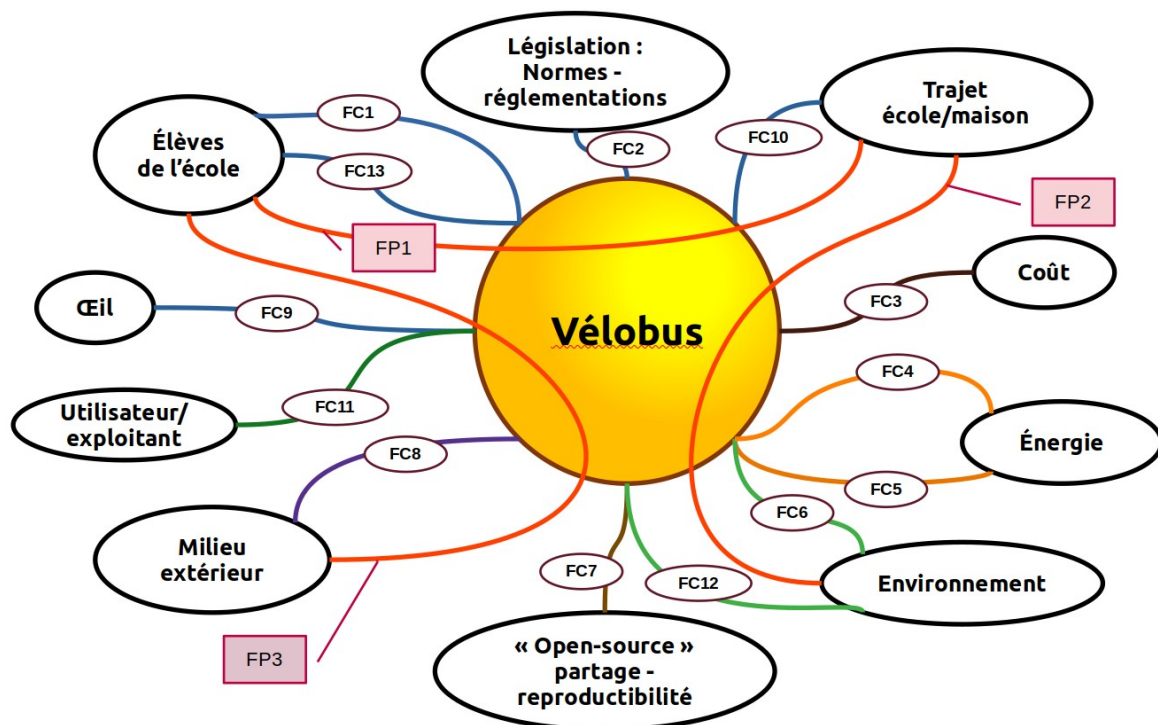 Législation :
Normes -
réglementations
Trajet
école/maison
FC1
FC10
Élèves
de l'école
FC2
FC13
FP2
FP1
Coût
Œil
FC9
FC3
Vélobus
FC4
Utilisateur/
exploitant
FC11
Énergie
FC8
FC5
FC6
Milieu
extérieur
FC7
FC12
Environnement
FP3
« Open-source »
partage -
reproductibilité